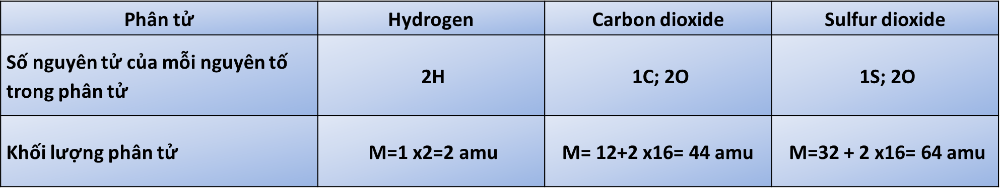 Phân tử Hydrogen Carbon dioxide Sulfur dioxide
Số nguyên tử của mỗi nguyên tố
trong phân tử
2H 1C; 2O 1S; 2O
Khối lượng phân tử M=1 x2=2 amu M= 12+2 x16= 44 amu M=32 + 2 x16= 64 amu